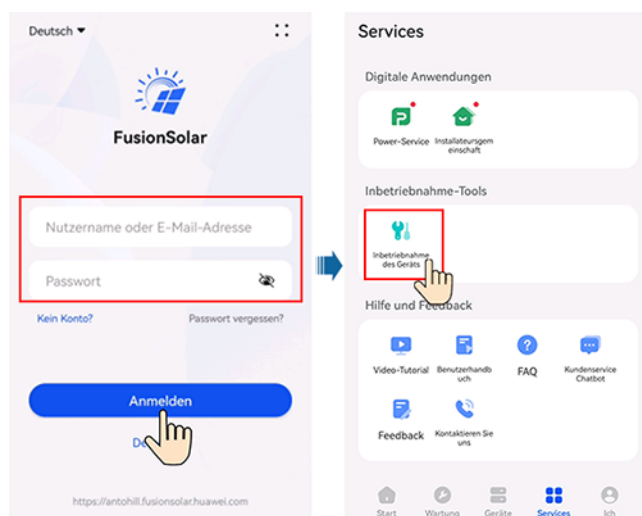 Deutsch
FusionSolar
Nutzername oder E-Mail-Adresse
Passwort
Kein Konto?
Passwort vergessen?
Anmelden
https://antohill.fusionsolar.huawei.com
Services
Digitale Anwendungen
Power-Service
Installateursgem
einschaft
Inbetriebnahme-Tools
Inbetriebnahme
des Geräts
Hilfe und Feedback
Video-Tutorial
Benutzerhandb
uch
FAQ
Kundenservice
Chatbot
Feedback
Kontaktieren Sie
uns
Start
Wartung
Geräte
Services
Ich